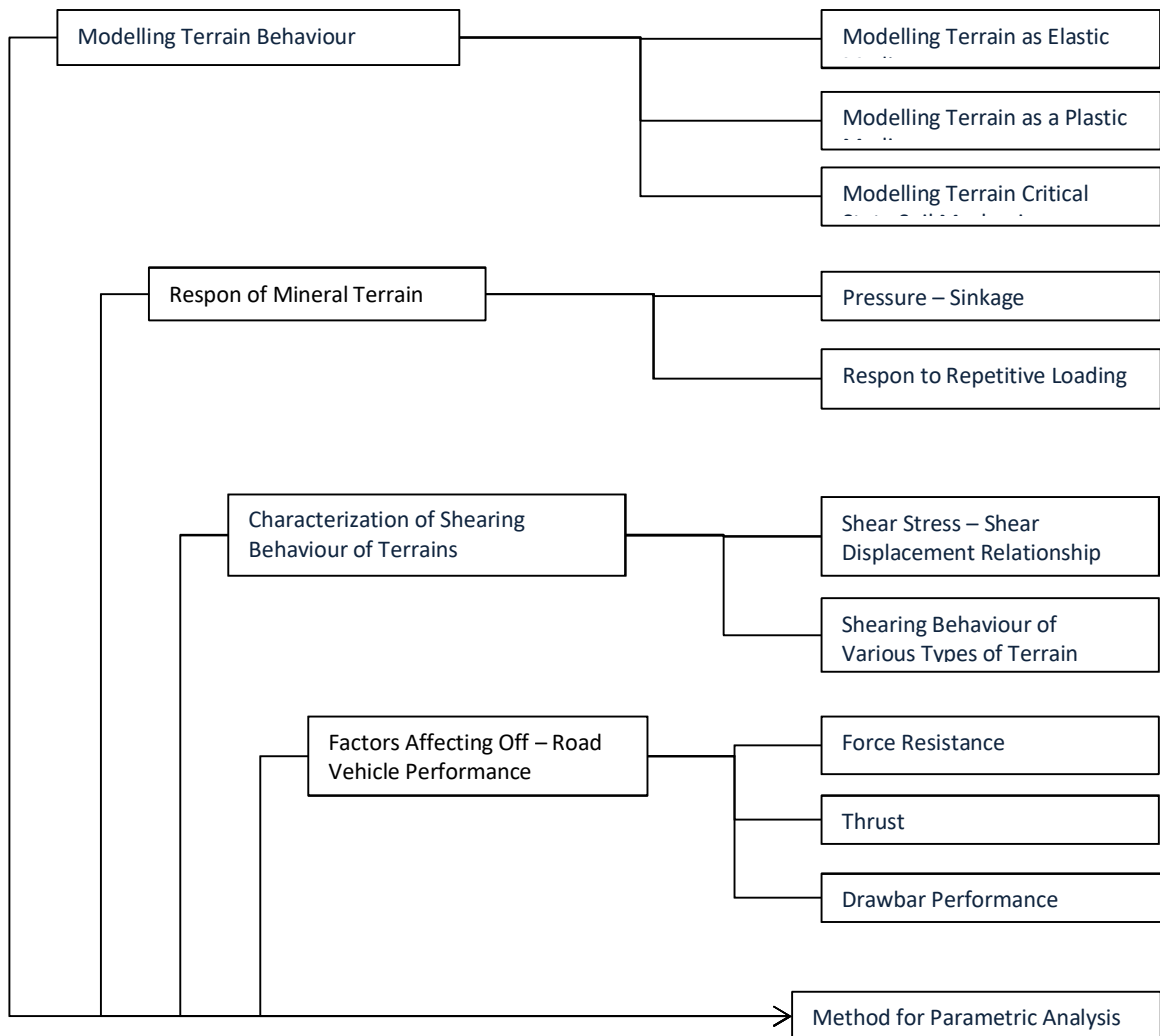 Modelling Terrain Behaviour
Modelling Terrain as Elastic
Modelling Terrain as a Plastic
Modelling Terrain Critical
Respon of Mineral Terrain
Pressure – Sinkage
Respon to Repetitive Loading
Characterization of Shearing
Behaviour of Terrains
Shear Stress – Shear
Displacement Relationship
Shearing Behaviour of
Various Types of Terrain
Factors Affecting Off – Road
Vehicle Performance
Force Resistance
Thrust
Drawbar Performance
Method for Parametric Analysis